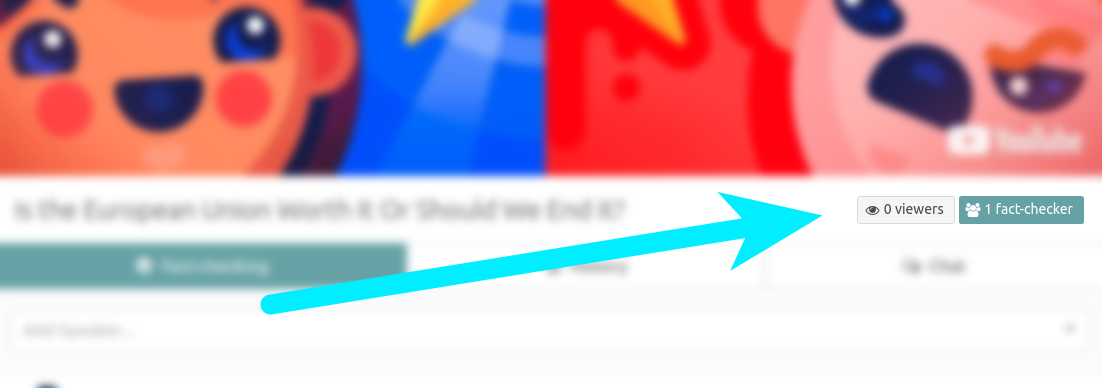 YouTube
Is the European Union Worth It Or Should We End It?
0 viewers
1 fact-checker
Fact-checking
History
Chat
Add Speaker...